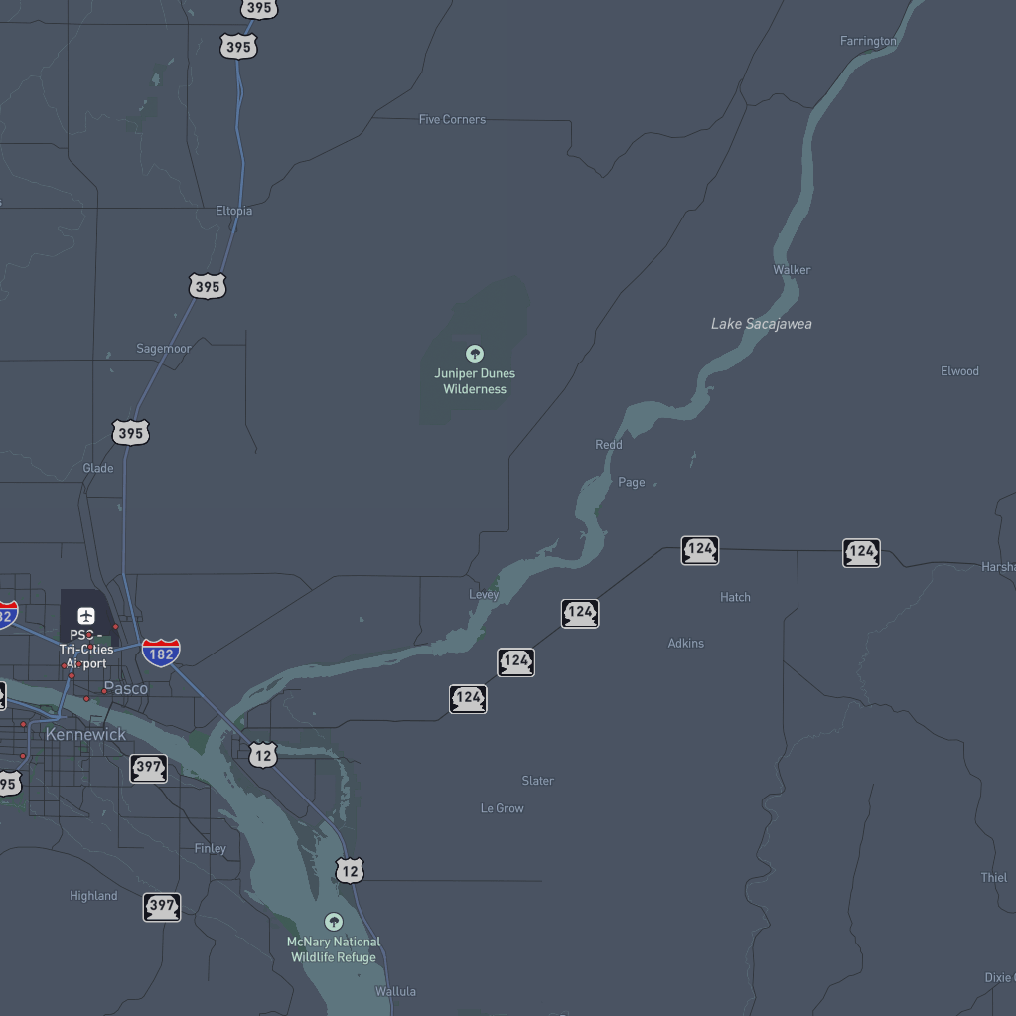 395
395
Farrington
Five Corners
Eltopia
Walker
395
Lake Sacajawea
Sagemoor
Juniper Dunes
Wilderness
Elwood
395
Redd
Glade
Page
124
124
Levey
Hatch
124
PSC -
Tri-Cities
Airport
182
Adkins
124
Pasco
124
Kennewick
12
397
95
Slater
Le Grow
Finley
12
Thiel
Highland
397
McNary National
Wildlife Refuge
Wallula